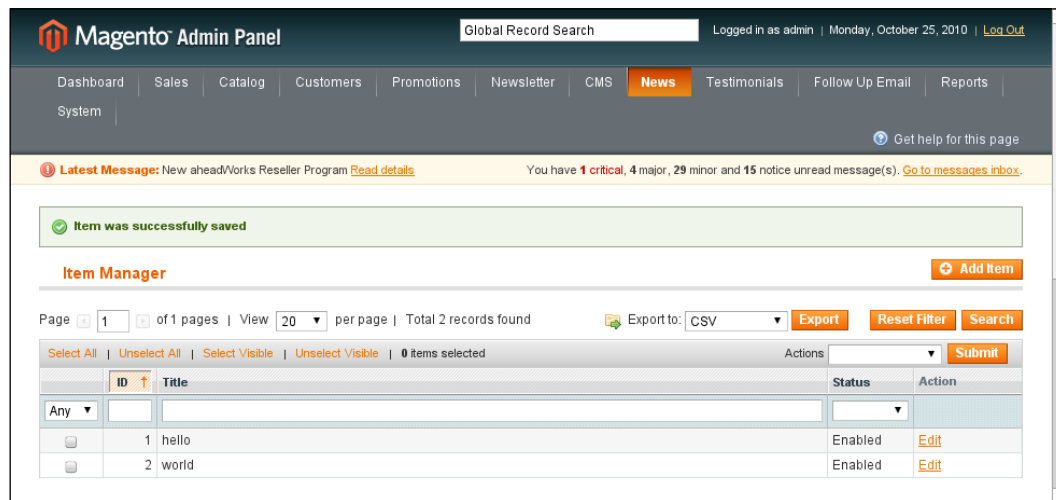 Magento Admin Panel
Global Record Search
Logged in as admin | Monday, October 25, 2010 | Log Out
Dashboard Sales Catalog Customers Promotions Newsletter CMS News Testimonials Follow Up Email Reports
System
Get help for this page
Latest Message: New aheadWorks Reseller Program Read details You have 1 critical, 4 major, 29 minor and 15 notice unread message(s). Go to messages inbox.
Item was successfully saved
Item Manager Add Item
Page 1 of 1 pages | View 20 per page | Total 2 records found Export to: CSV Export Reset Filter Search
Select All | Unselect All | Select Visible | Unselect Visible | 0 items selected Actions Submit
ID Title Status Action
Any
1 hello Enabled Edit
2 world Enabled Edit